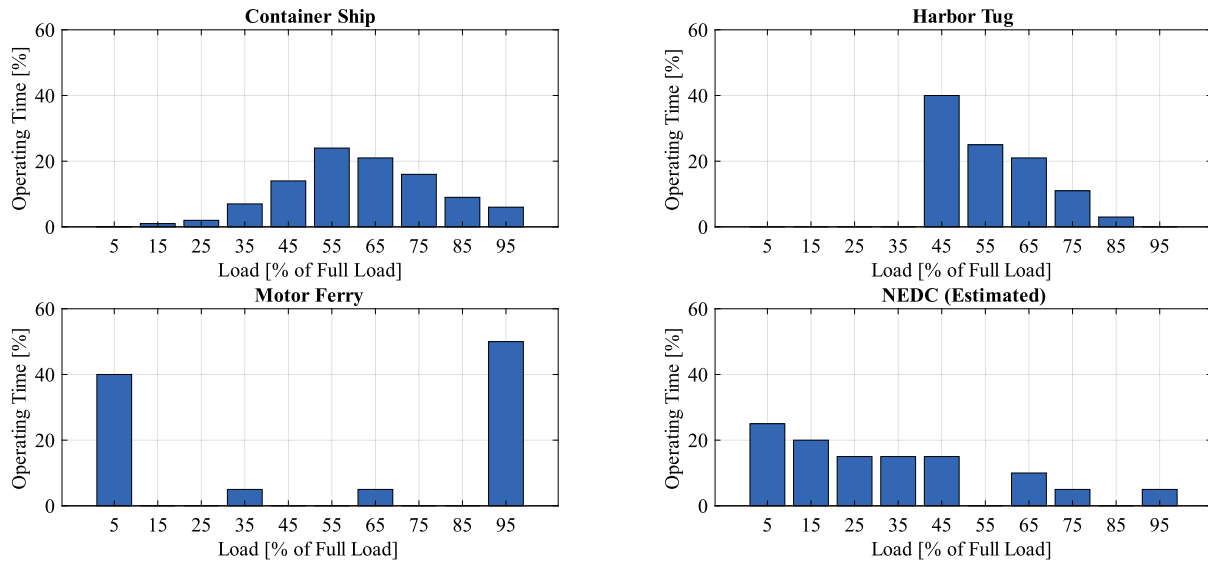 Container Ship
Operating Time [%]
60
40
20
0
5 15 25 35 45 55 65 75 85 95
Load [% of Full Load]
Harbor Tug
Operating Time [%]
60
40
20
0
5 15 25 35 45 55 65 75 85 95
Load [% of Full Load]
Motor Ferry
Operating Time [%]
60
40
20
0
5 15 25 35 45 55 65 75 85 95
Load [% of Full Load]
NEDC (Estimated)
Operating Time [%]
60
40
20
0
5 15 25 35 45 55 65 75 85 95
Load [% of Full Load]